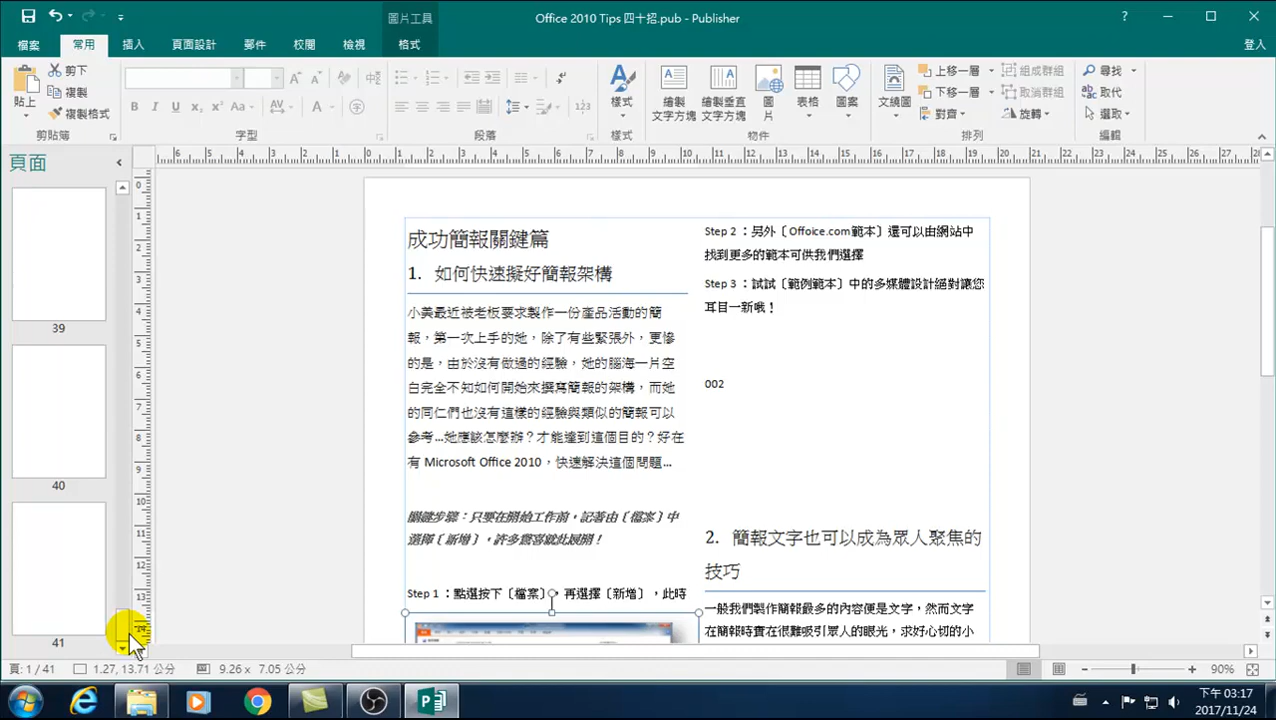 圖片工具
Office 2010 Tips 四十招.pub - Publisher
?
檔案
常用
插入
頁面設計
郵件
校閱
檢視
格式
登入
貼上
剪下
複製
複製格式
剪貼簿
B I U X₂ X² Aa AV A
字型
123
段落
樣式
樣式
繪製
文字方塊
繪製垂直
文字方塊
圖
片
表格
圖案
物件
文繞圖
上移一層
下移一層
對齊
組成群組
取消群組
旋轉
排列
尋找
取代
選取
編輯
頁面
39
40
41
成功簡報關鍵篇
1. 如何快速擬好簡報架構
小美最近被老板要求製作一份產品活動的簡
報，第一次上手的她，除了有些緊張外，更慘
的是，由於沒有做過的經驗，她的腦海一片空
白完全不知如何開始來撰寫簡報的架構，而她
的同仁們也沒有這樣的經驗與類似的簡報可以
參考…她應該怎麼辦？才能達到這個目的？好在
有 Microsoft Office 2010，快速解決這個問題…
關鍵步驟：只要在開始工作前，記著由〔檔案〕中
選擇〔新增〕，許多驚喜就此展開！
Step 1：點選按下〔檔案〕，再選擇〔新增〕，此時
Step 2：另外〔Offoice.com範本〕還可以由網站中
找到更多的範本可供我們選擇
Step 3：試試〔範例範本〕中的多媒體設計絕對讓您
耳目一新哦！
002
2. 簡報文字也可以成為眾人聚焦的
技巧
一般我們製作簡報最多的內容便是文字，然而文字
在簡報時實在很難吸引眾人的眼光，求好心切的小
頁: 1 / 41
1.27, 13.71 公分
9.26 x 7.05 公分
90%
下午 03:17
2017/11/24